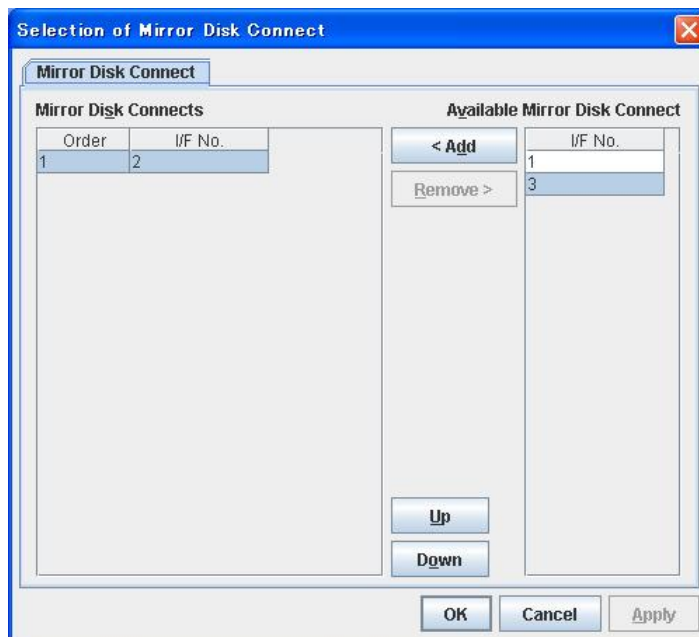 Selection of Mirror Disk Connect
Mirror Disk Connect
Mirror Disk Connects
Available Mirror Disk Connect
Order I/F No.
1 2
< Add
Remove >
I/F No.
1
3
Up
Down
OK Cancel Apply